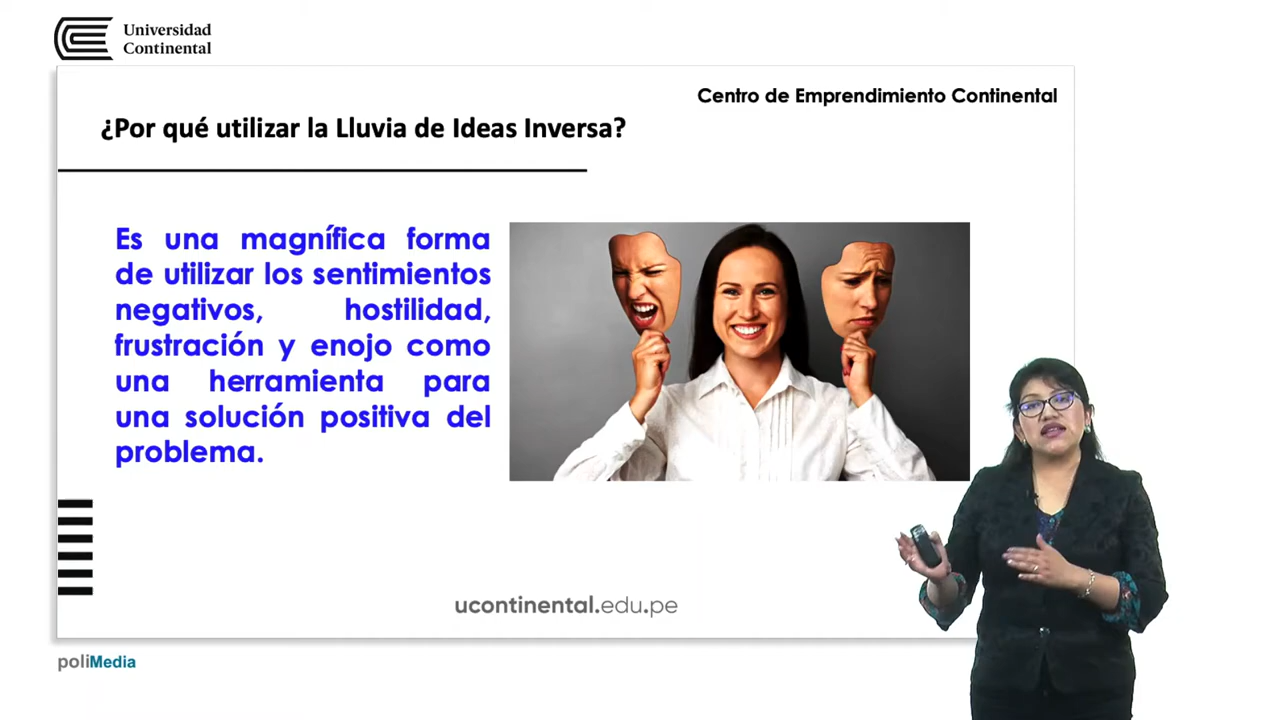 Universidad
Continental
Centro de Emprendimiento Continental
¿Por qué utilizar la Lluvia de Ideas Inversa?
Es una magnífica forma
de utilizar los sentimientos
negativos, hostilidad,
frustración y enojo como
una herramienta para
una solución positiva del
problema.
ucontinental.edu.pe
poliMedia